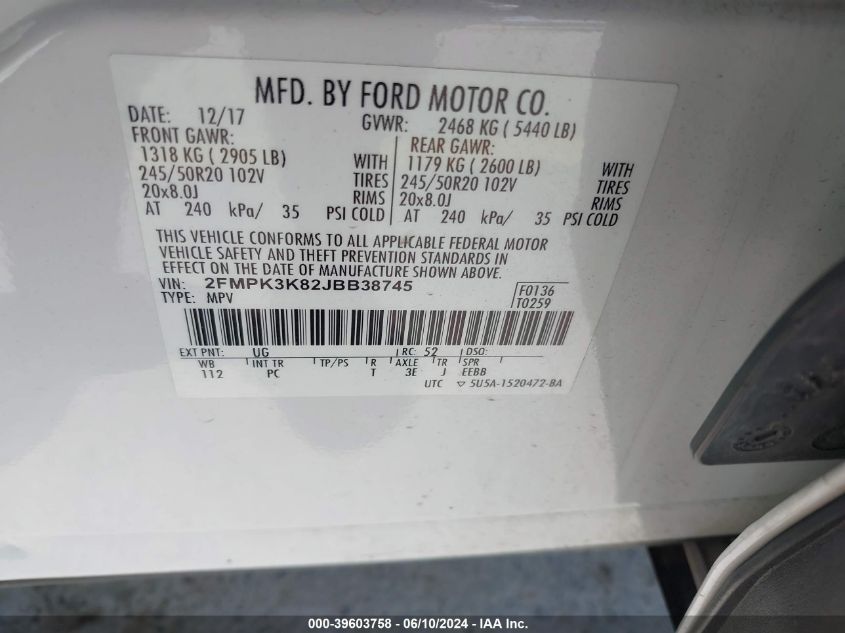 MFD. BY FORD MOTOR CO.
DATE: 12/17 GVWR: 2468 KG ( 5440 LB)
FRONT GAWR: REAR GAWR:
1318 KG ( 2905 LB) WITH 1179 KG ( 2600 LB) WITH
245/50R20 102V TIRES 245/50R20 102V TIRES
20x8.0J RIMS 20x8.0J RIMS
AT 240 kPa/ 35 PSI COLD AT 240 kPa/ 35 PSI COLD
THIS VEHICLE CONFORMS TO ALL APPLICABLE FEDERAL MOTOR
VEHICLE SAFETY AND THEFT PREVENTION STANDARDS IN
EFFECT ON THE DATE OF MANUFACTURE SHOWN ABOVE.
VIN: 2FMPK3K82JBB38745 F0136
TYPE: MPV T0259
EXT PNT: UG RC: 52 DSO:
WB INT TR TP/PS R AXLE TR SPR
112 PC T 3E J EEBB
UTC ▽ 5U5A-1520472-BA
000-39603758 - 06/10/2024 - IAA Inc.